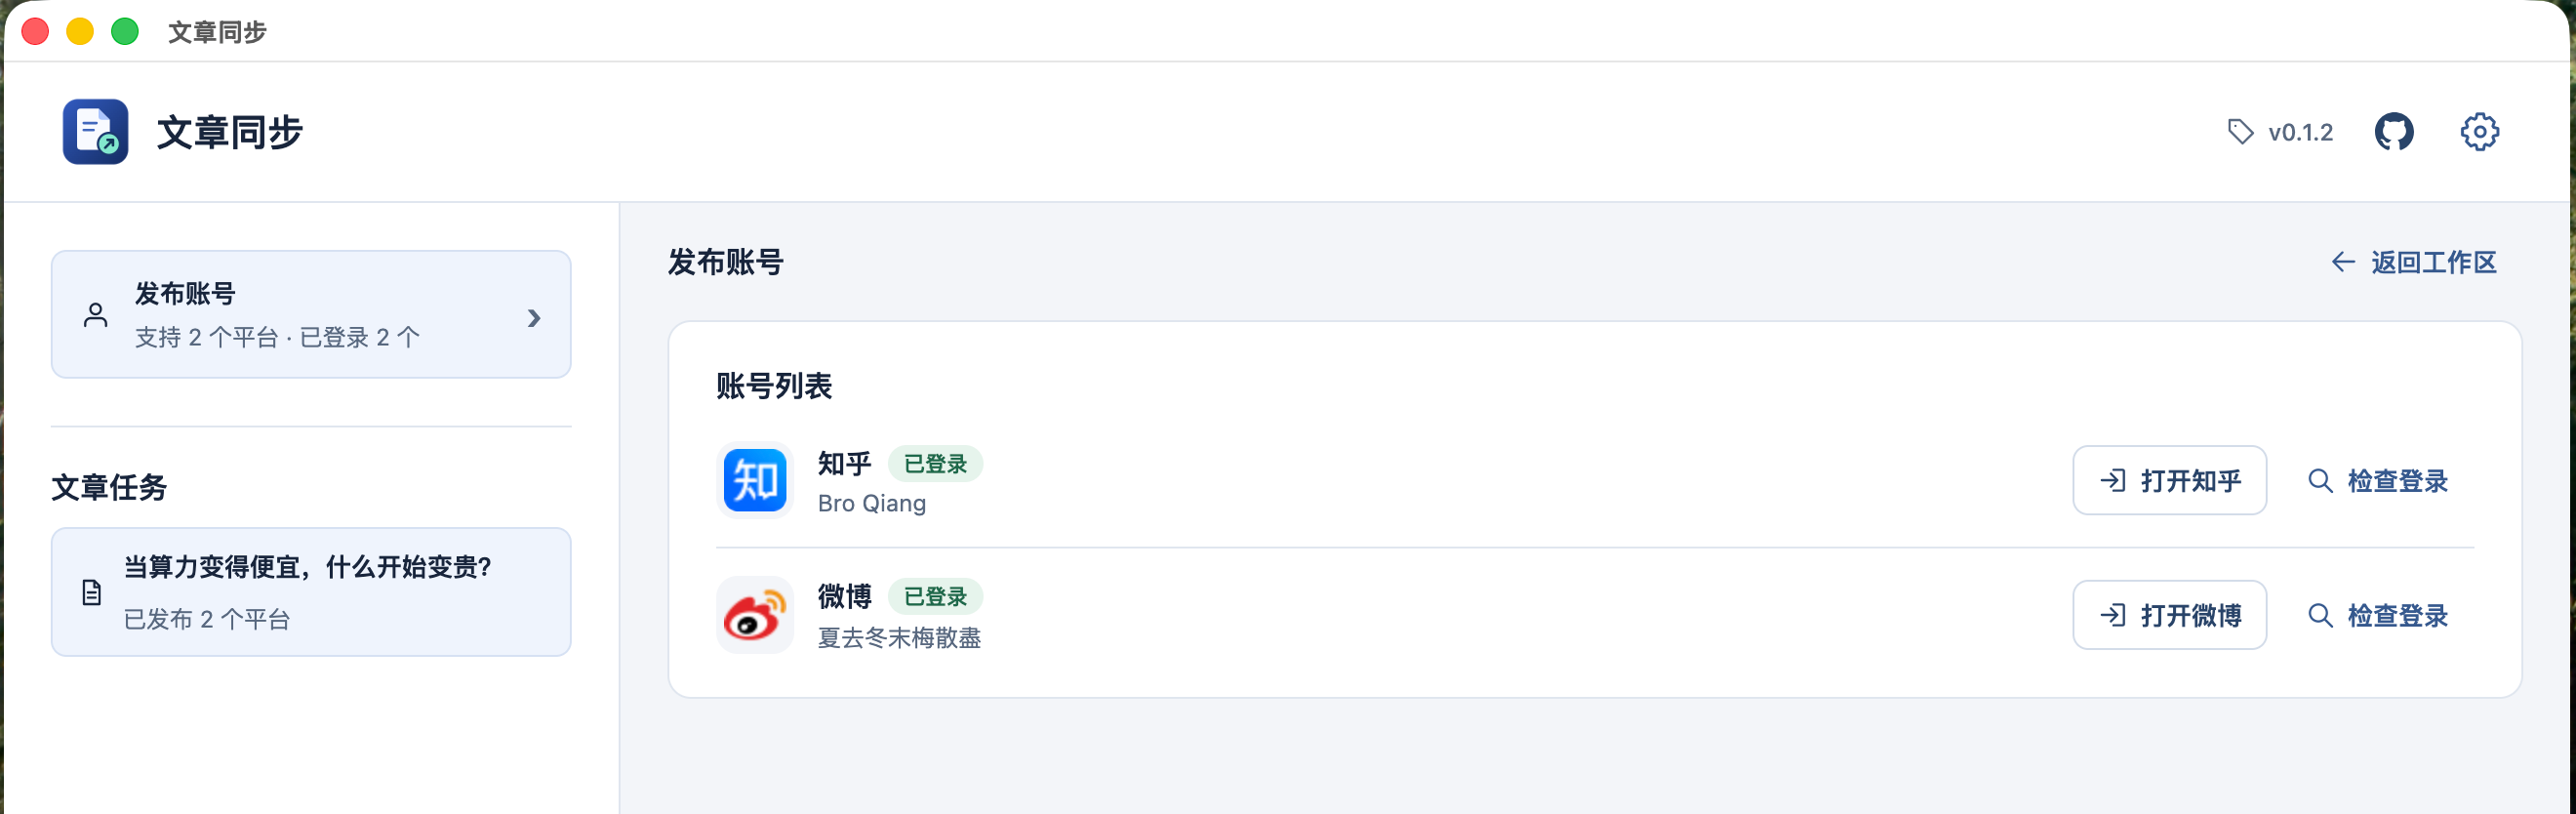 文章同步
文章同步
v0.1.2
发布账号
支持 2 个平台 · 已登录 2 个
文章任务
当算力变得便宜，什么开始变贵？
已发布 2 个平台
发布账号
返回工作区
账号列表
知
知乎 已登录
Bro Qiang
打开知乎 检查登录
微博 已登录
夏去冬末梅散盡
打开微博 检查登录